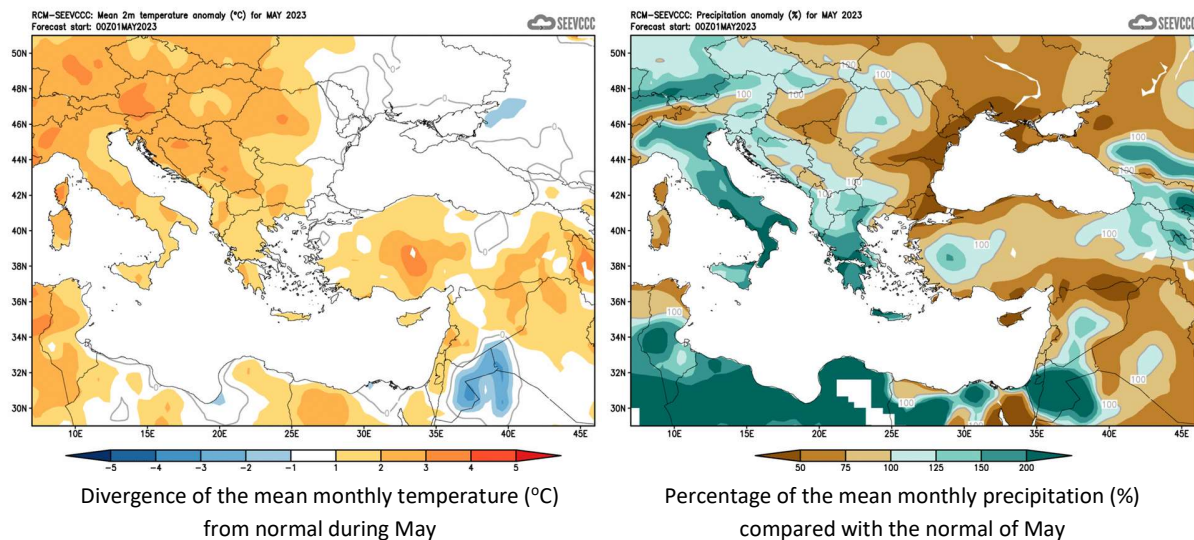 RCM-SEEVCCC: Mean 2m temperature anomaly (°C) for MAY 2023
Forecast start: 00Z01MAY2023
SEEVCCC
50N
48N
46N
44N
42N
40N
38N
36N
34N
32N
30N
10E 15E 20E 25E 30E 35E 40E 45E
-5 -4 -3 -2 -1 1 2 3 4 5
Divergence of the mean monthly temperature (°C)
from normal during May
RCM-SEEVCCC: Precipitation anomaly (%) for MAY 2023
Forecast start: 00Z01MAY2023
SEEVCCC
50N
48N
46N
44N
42N
40N
38N
36N
34N
32N
30N
10E 15E 20E 25E 30E 35E 40E 45E
50 75 100 125 150 200
Percentage of the mean monthly precipitation (%)
compared with the normal of May